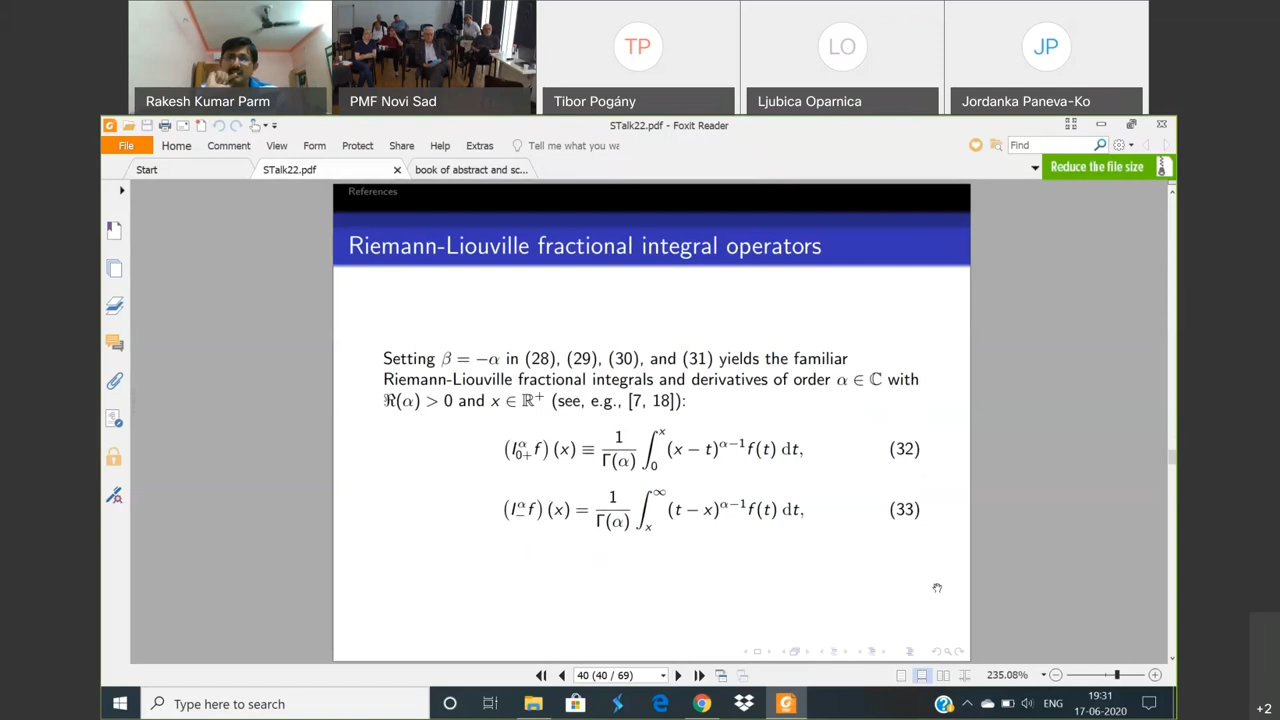 TP
LO
JP
Rakesh Kumar Parm
PMF Novi Sad
Tibor Pogány
Ljubica Oparnica
Jordanka Paneva-Ko
STalk22.pdf - Foxit Reader
File
Home
Comment
View
Form
Protect
Share
Help
Extras
Tell me what you wa
Find
Start
STalk22.pdf
book of abstract and sc...
Reduce the file size
References
Riemann-Liouville fractional integral operators
Setting β = −α in (28), (29), (30), and (31) yields the familiar
Riemann-Liouville fractional integrals and derivatives of order α ∈ ℂ with
ℜ(α) > 0 and x ∈ ℝ⁺ (see, e.g., [7, 18]):
(I_{0+}^α f)(x) ≡ 1/Γ(α) ∫_0^x (x − t)^{α−1} f(t) dt, (32)
(I_−^α f)(x) = 1/Γ(α) ∫_x^∞ (t − x)^{α−1} f(t) dt, (33)
40 (40 / 69)
235.08%
Type here to search
ENG
19:31
17-06-2020
+2